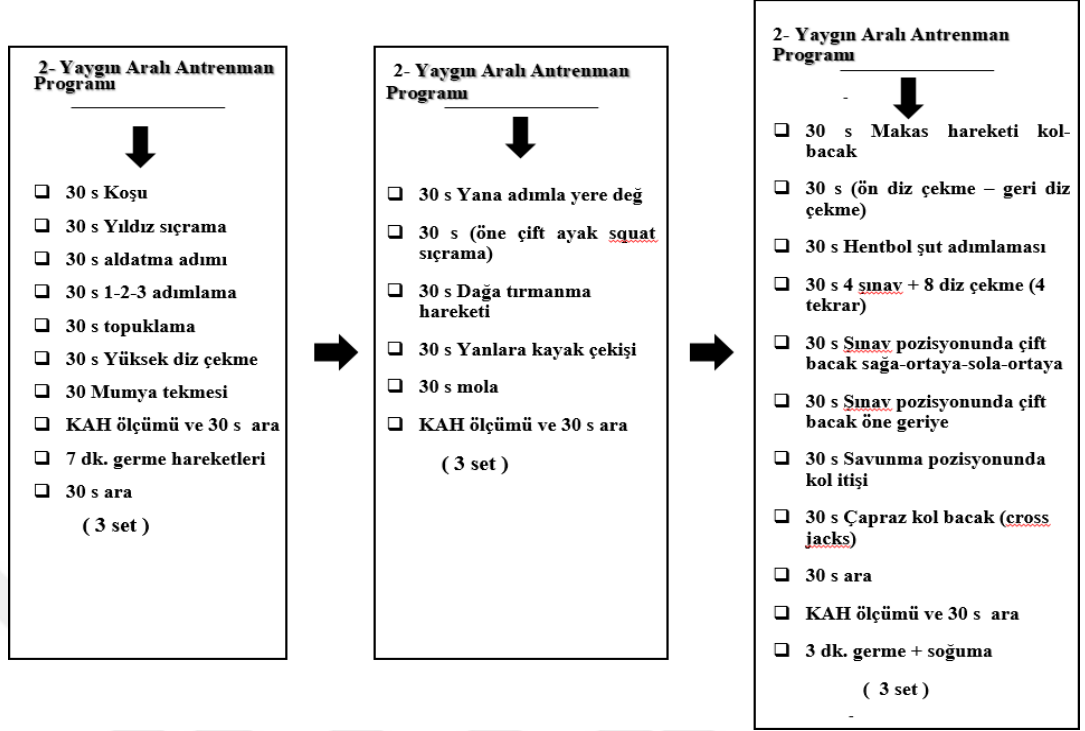 2- Yaygın Aralı Antrenman
Programı
30 s Koşu
30 s Yıldız sıçrama
30 s aldatma adımı
30 s 1-2-3 adımlama
30 s topuklama
30 s Yüksek diz çekme
30 Mumya tekmesi
KAH ölçümü ve 30 s ara
7 dk. germe hareketleri
30 s ara
( 3 set )
2- Yaygın Aralı Antrenman
Programı
30 s Yana adımla yere değ
30 s (öne çift ayak squat
sıçrama)
30 s Dağa tırmanma
hareketi
30 s Yanlara kayak çekişi
30 s mola
KAH ölçümü ve 30 s ara
( 3 set )
2- Yaygın Aralı Antrenman
Programı
-
30 s Makas hareketi kol-
bacak
30 s (ön diz çekme – geri diz
çekme)
30 s Hentbol şut adımlaması
30 s 4 şınav + 8 diz çekme (4
tekrar)
30 s Şınav pozisyonunda çift
bacak sağa-ortaya-sola-ortaya
30 s Şınav pozisyonunda çift
bacak öne geriye
30 s Savunma pozisyonunda
kol itişi
30 s Çapraz kol bacak (cross
jacks)
30 s ara
KAH ölçümü ve 30 s ara
3 dk. germe + soğuma
( 3 set )
-